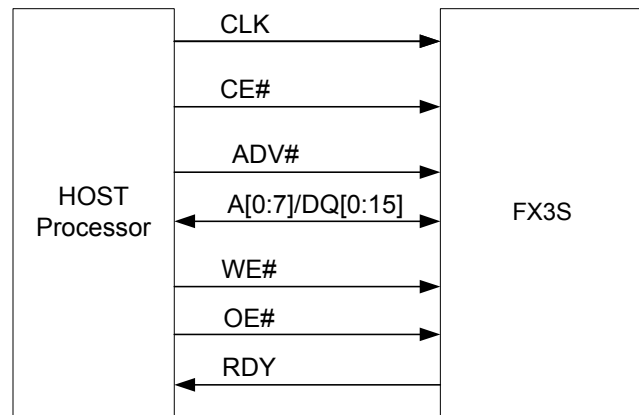 CLK
CE#
ADV#
HOST
Processor
A[0:7]/DQ[0:15]
FX3S
WE#
OE#
RDY